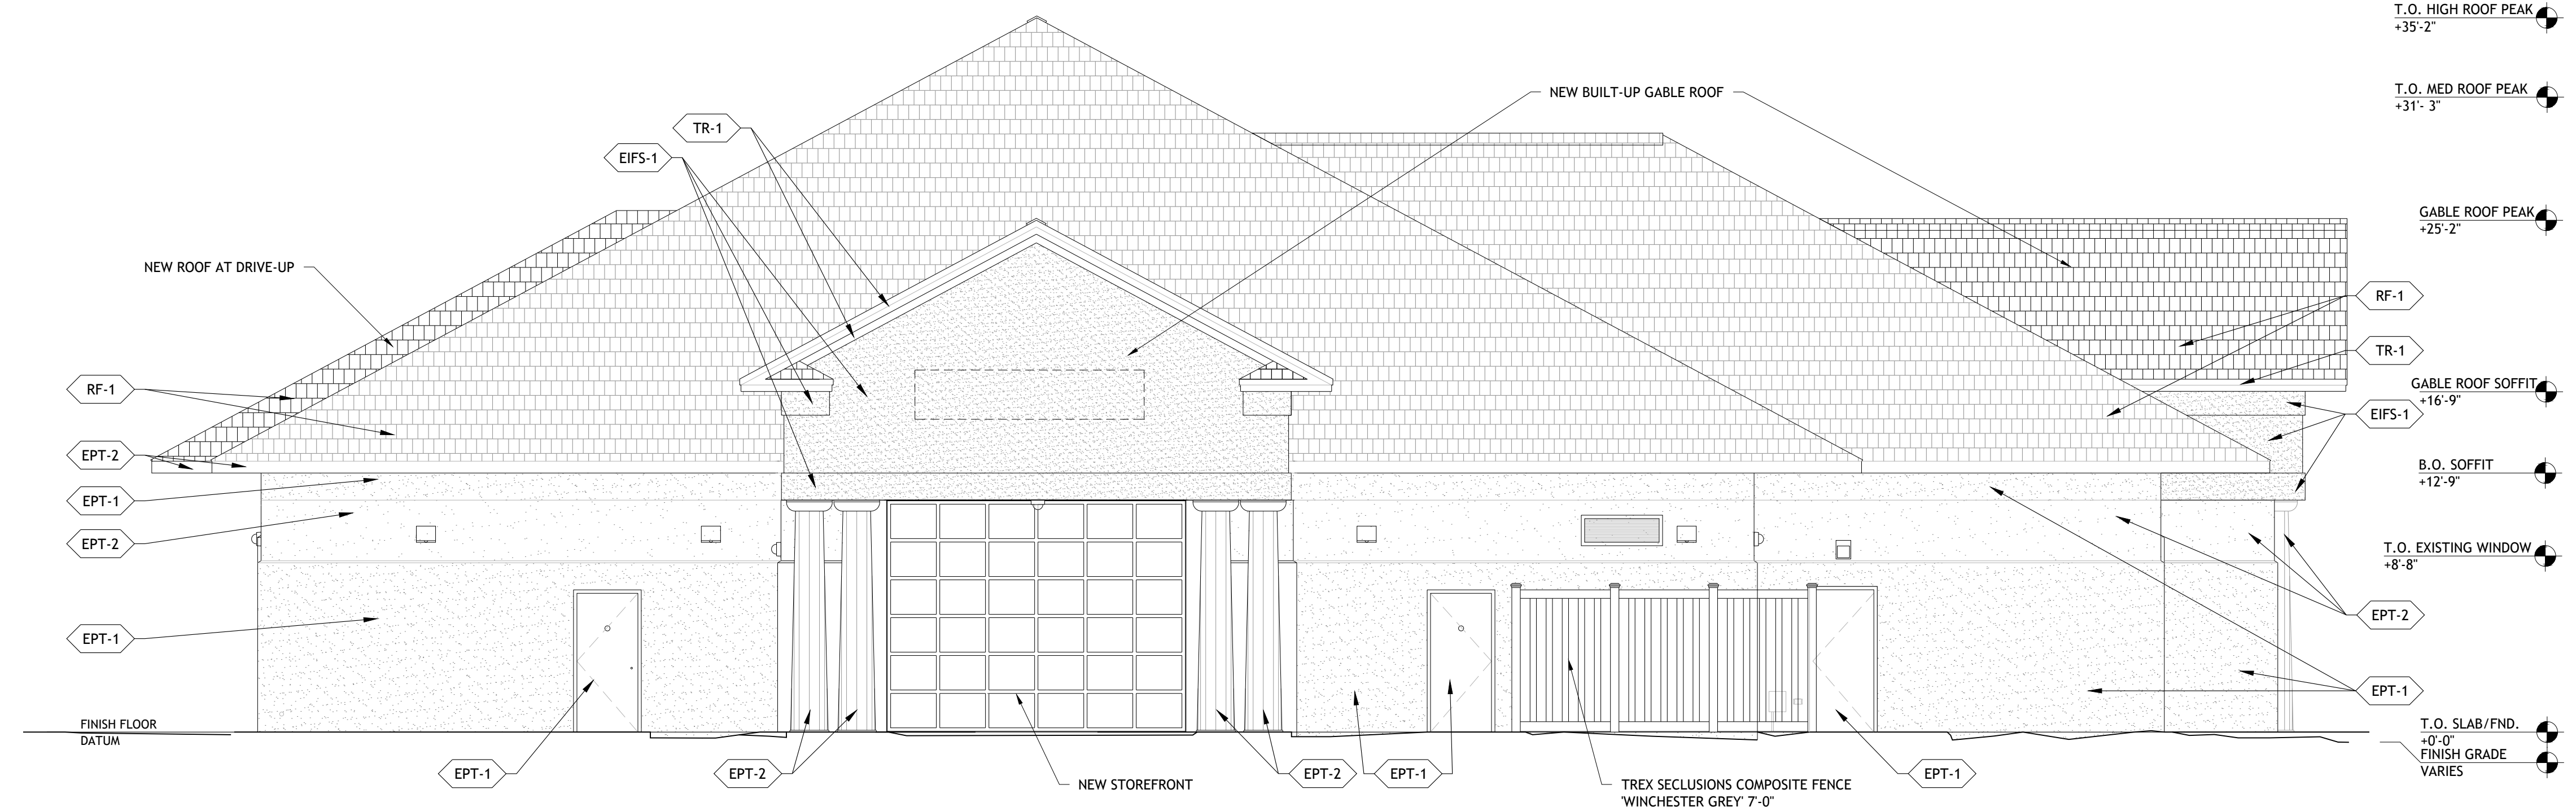 T.O. HIGH ROOF PEAK
+35'-2"
NEW BUILT-UP GABLE ROOF
T.O. MED ROOF PEAK
+31'- 3"
TR-1
EIFS-1
GABLE ROOF PEAK
+25'-2"
NEW ROOF AT DRIVE-UP
RF-1
TR-1
RF-1
GABLE ROOF SOFFIT
+16'-9"
EIFS-1
EPT-2
B.O. SOFFIT
+12'-9"
EPT-1
EPT-2
T.O. EXISTING WINDOW
+8'-8"
EPT-2
EPT-1
EPT-1
FINISH FLOOR
DATUM
T.O. SLAB/FND.
+0'-0"
FINISH GRADE
VARIES
EPT-1
EPT-2
NEW STOREFRONT
EPT-2
EPT-1
TREX SECLUSIONS COMPOSITE FENCE
'WINCHESTER GREY' 7'-0"
EPT-1